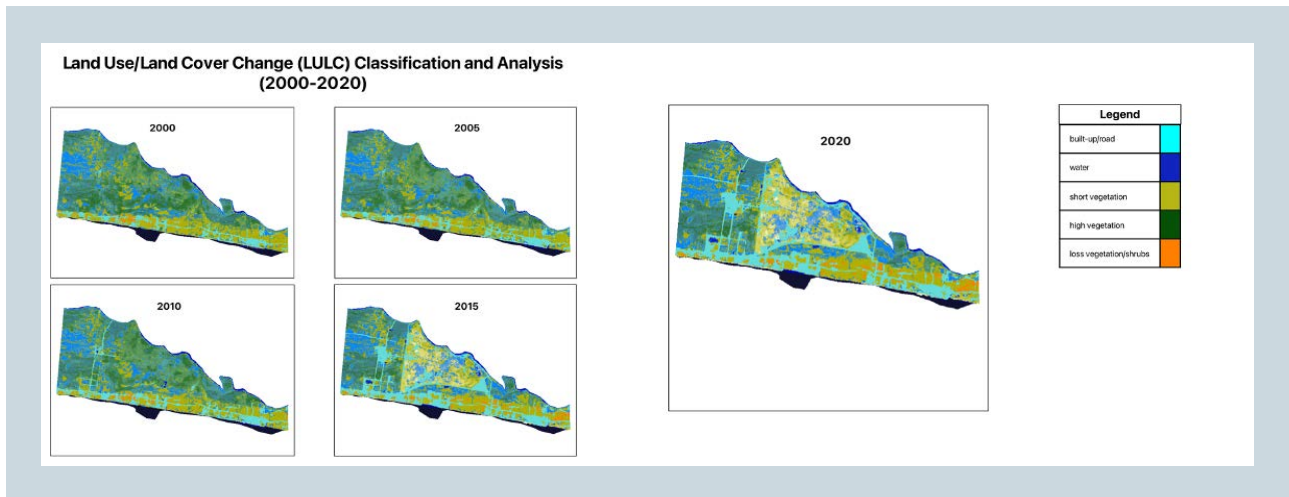 Land Use/Land Cover Change (LULC) Classification and Analysis
(2000-2020)
2000
2005
2010
2015
2020
Legend
built-up/road
water
short vegetation
high vegetation
loss vegetation/shrubs